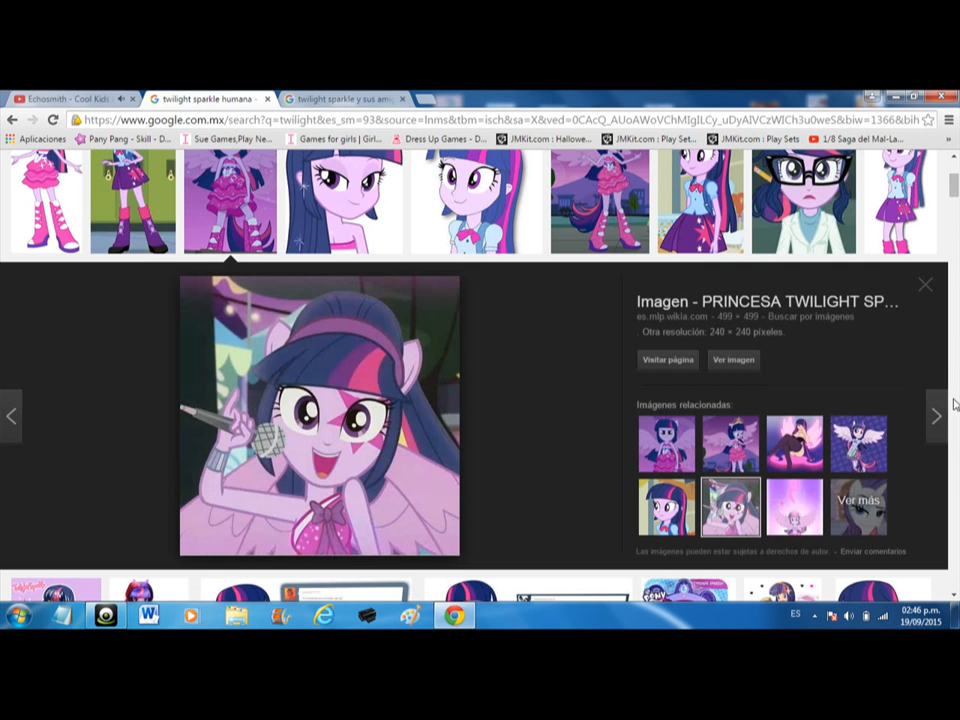 Echosmith - Cool Kids
twilight sparkle humana -
twilight sparkle y sus ami
https://www.google.com.mx/search?q=twilight&es_sm=93&source=lnms&tbm=isch&sa=X&ved=0CAcQ_AUoAWoVChMIgILCy_uDyAIVCzWICh3u0weS&biw=1366&bih
Aplicaciones
Pany Pang - Skill - D...
Sue Games,Play Ne...
Games for girls | Girl...
Dress Up Games - D...
JMKit.com : Hallowe...
JMKit.com : Play Set...
JMKit.com : Play Sets
1/8 Saga del Mal-La...
»
Imagen - PRINCESA TWILIGHT SP...
es.mlp.wikia.com - 499 × 499 - Buscar por imágenes
Otra resolución: 240 × 240 píxeles.
Visitar página
Ver imagen
Imágenes relacionadas:
Ver más
Las imágenes pueden estar sujetas a derechos de autor. - Enviar comentarios
ES
02:46 p.m.
19/09/2015